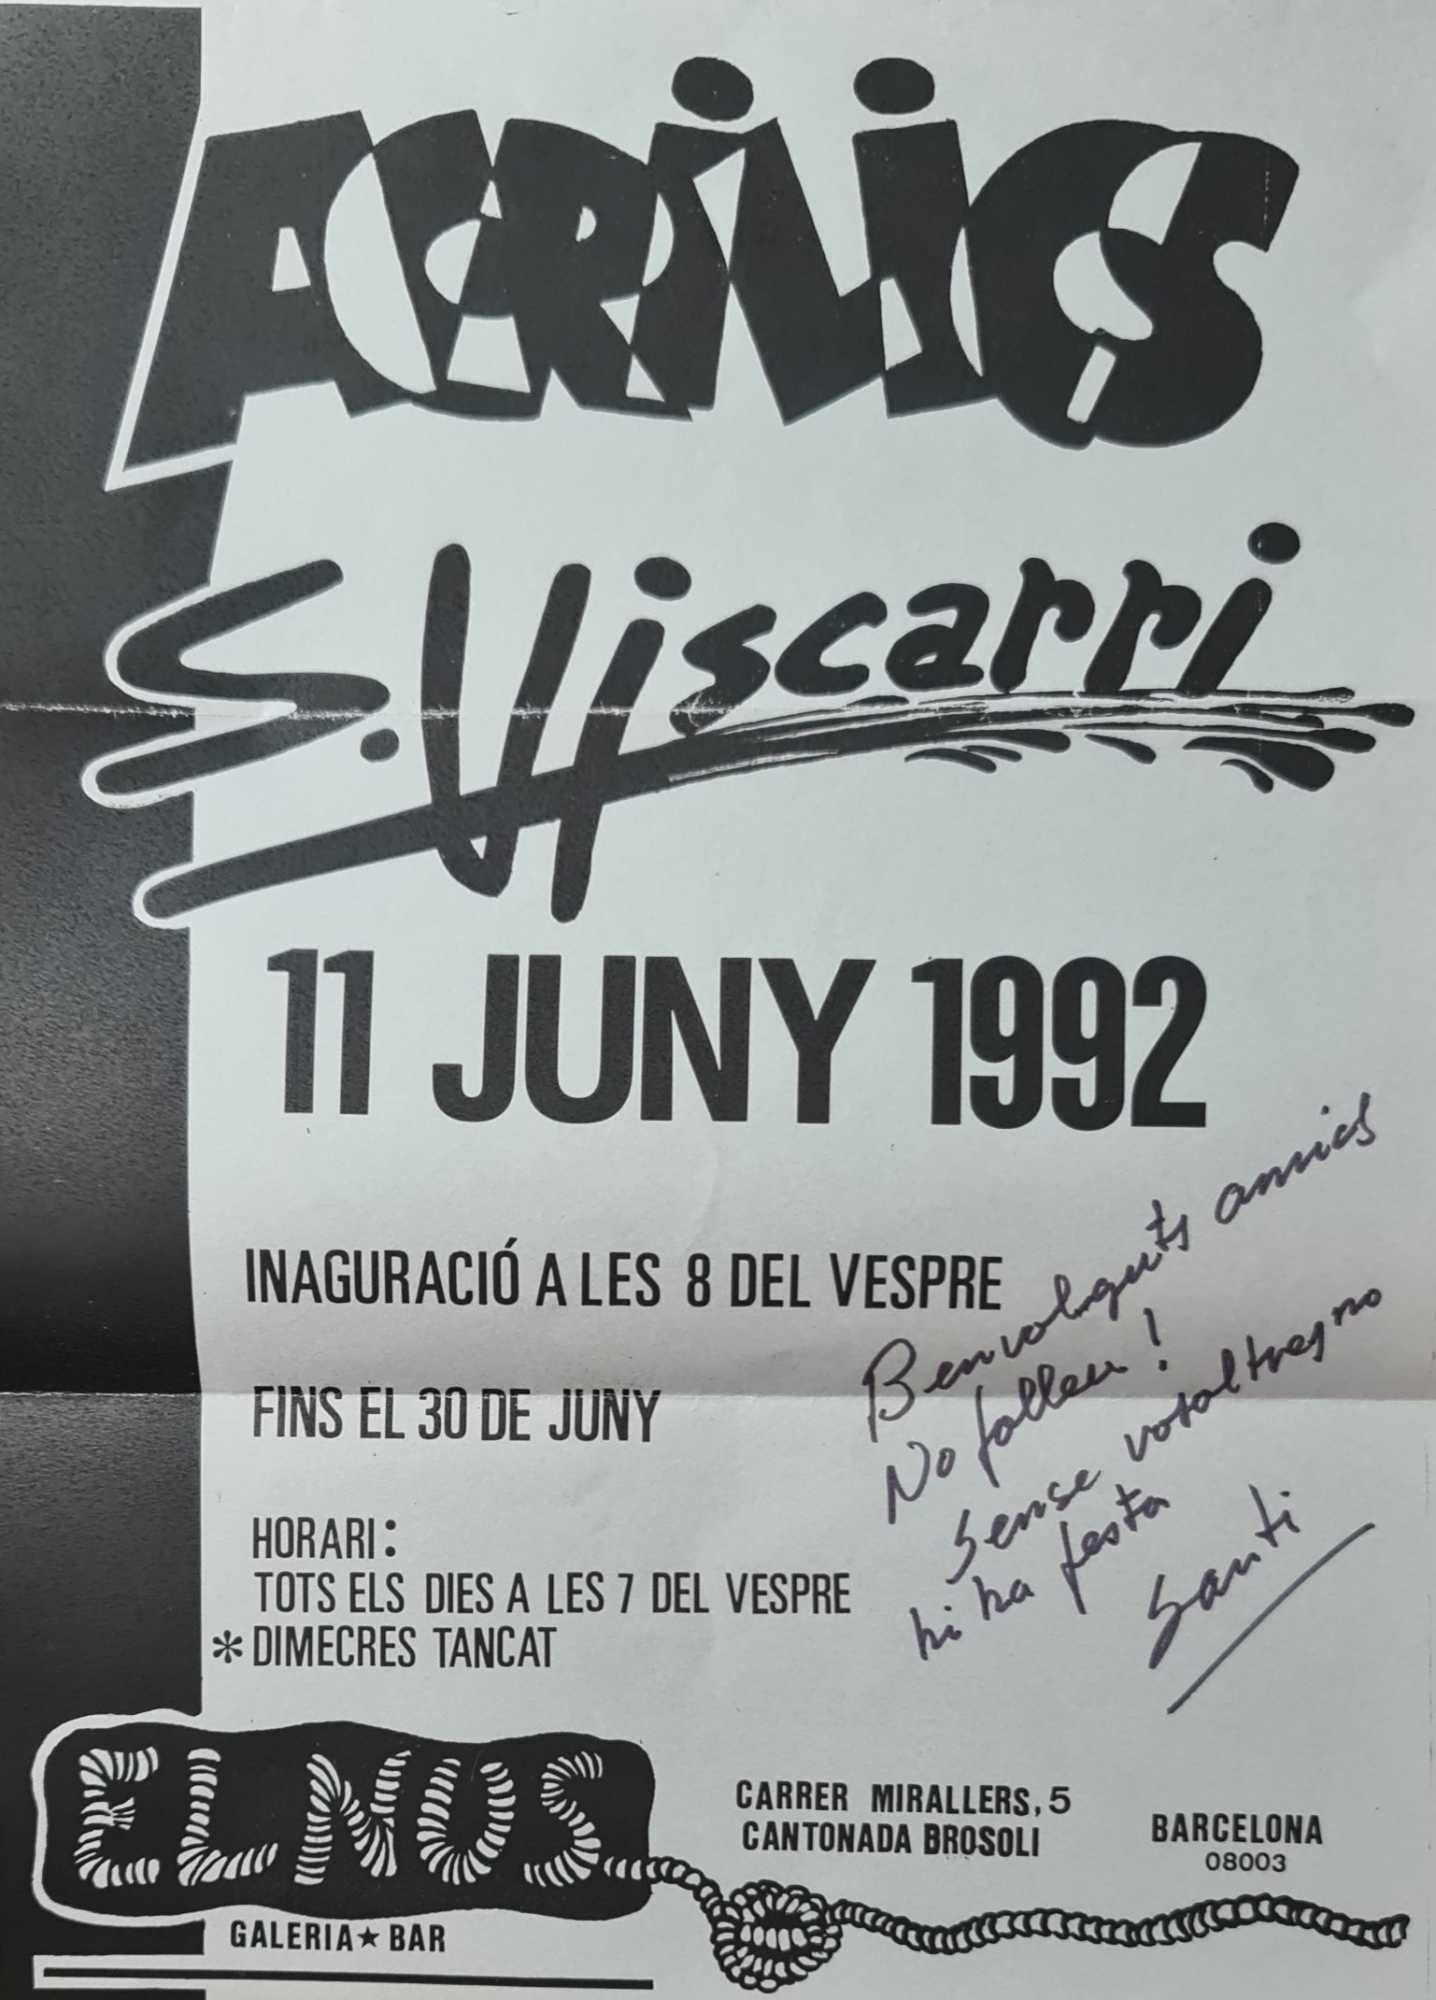 ACRÍLICS
S. Viscarri
11 JUNY 1992
INAGURACIÓ A LES 8 DEL VESPRE
FINS EL 30 DE JUNY
HORARI:
TOTS ELS DIES A LES 7 DEL VESPRE
* DIMECRES TANCAT
Benvolguts amics
No falleu!
Sense vosaltres no
hi ha festa
Santi
EL NUS
GALERIA ★ BAR
CARRER MIRALLERS, 5
CANTONADA BROSOLI
BARCELONA
08003